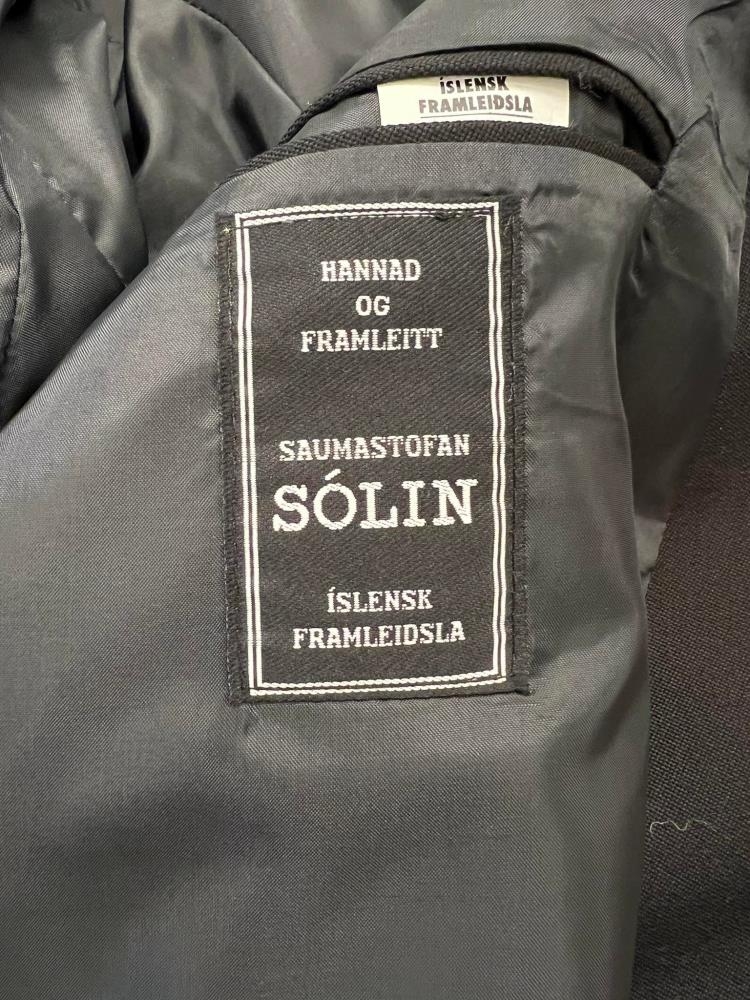 ÍSLENSK
FRAMLEIDSLA
HANNAD
OG
FRAMLEITT
SAUMASTOFAN
SÓLIN
ÍSLENSK
FRAMLEIDSLA